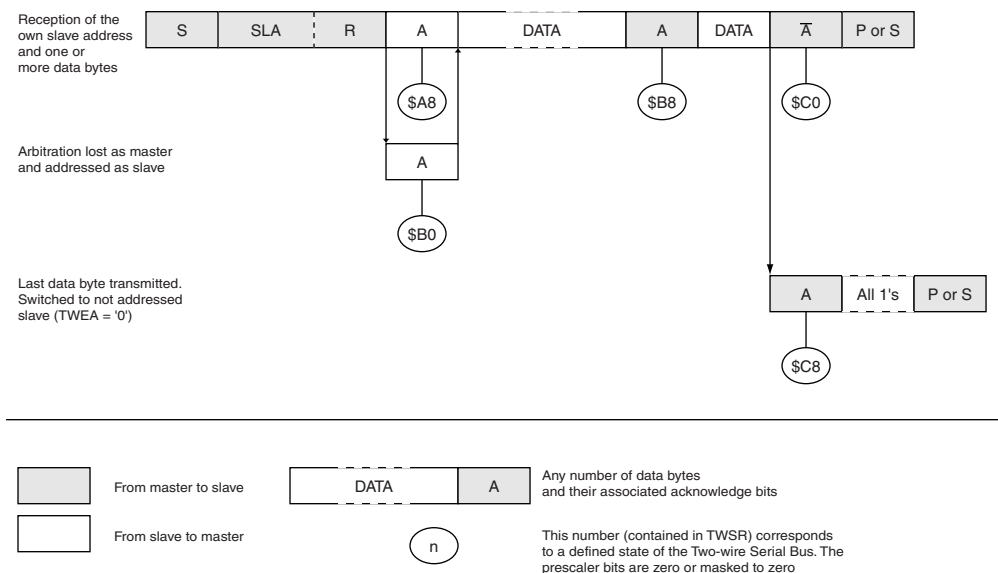 Reception of the
own slave address
and one or
more data bytes
S SLA R A DATA A DATA A̅ P or S
$A8 $B8 $C0
Arbitration lost as master
and addressed as slave
A
$B0
Last data byte transmitted.
Switched to not addressed
slave (TWEA = '0')
A All 1's P or S
$C8
From master to slave
DATA A
Any number of data bytes
and their associated acknowledge bits
From slave to master
n
This number (contained in TWSR) corresponds
to a defined state of the Two-wire Serial Bus. The
prescaler bits are zero or masked to zero